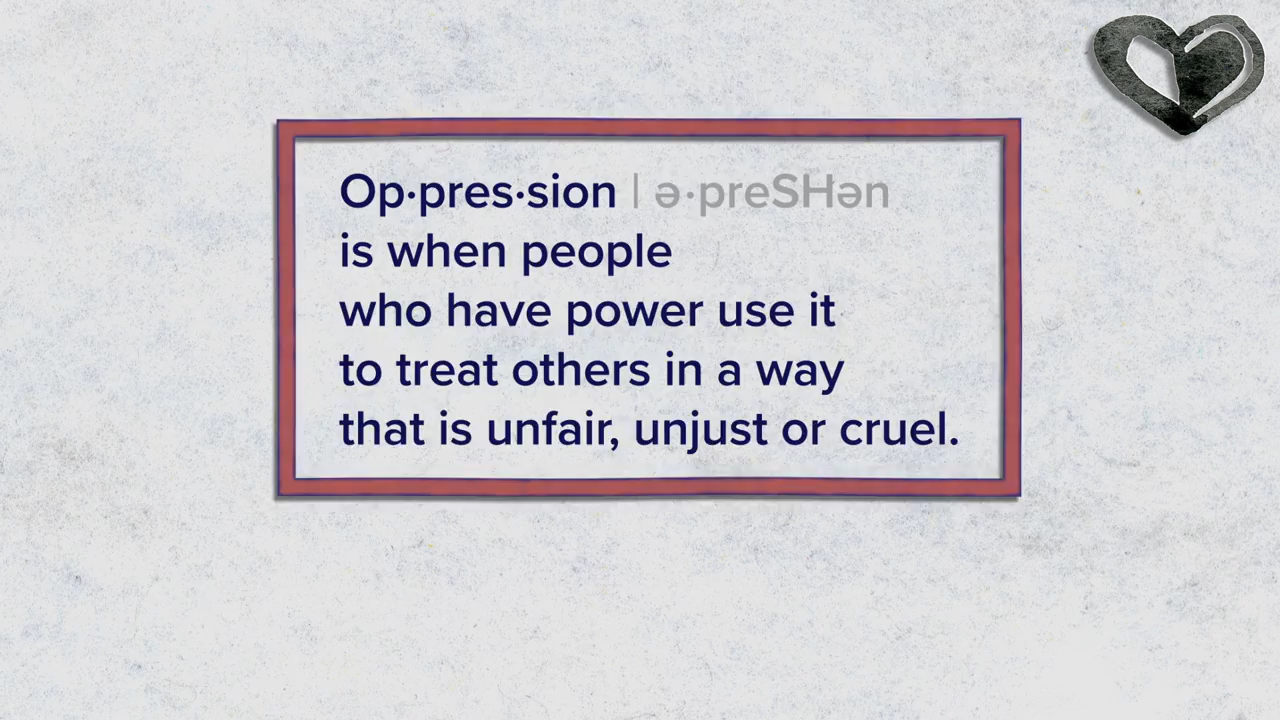 Op·pres·sion | ə·preSHən
is when people
who have power use it
to treat others in a way
that is unfair, unjust or cruel.